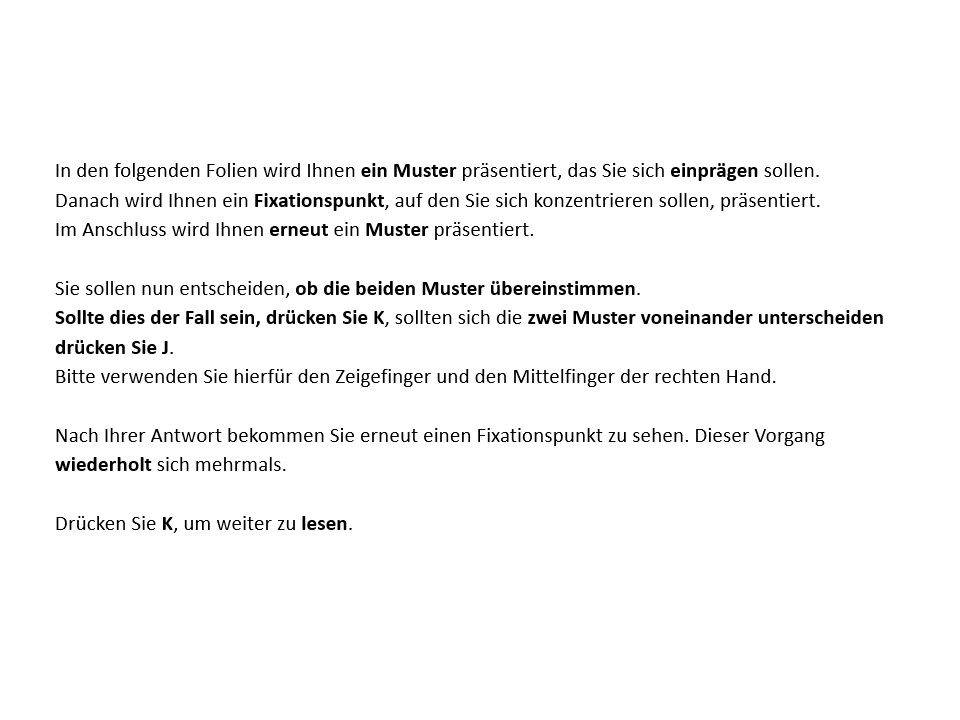 In den folgenden Folien wird Ihnen ein Muster präsentiert, das Sie sich einprägen sollen.
Danach wird Ihnen ein Fixationspunkt, auf den Sie sich konzentrieren sollen, präsentiert.
Im Anschluss wird Ihnen erneut ein Muster präsentiert.
Sie sollen nun entscheiden, ob die beiden Muster übereinstimmen.
Sollte dies der Fall sein, drücken Sie K, sollten sich die zwei Muster voneinander unterscheiden
drücken Sie J.
Bitte verwenden Sie hierfür den Zeigefinger und den Mittelfinger der rechten Hand.
Nach Ihrer Antwort bekommen Sie erneut einen Fixationspunkt zu sehen. Dieser Vorgang
wiederholt sich mehrmals.
Drücken Sie K, um weiter zu lesen.